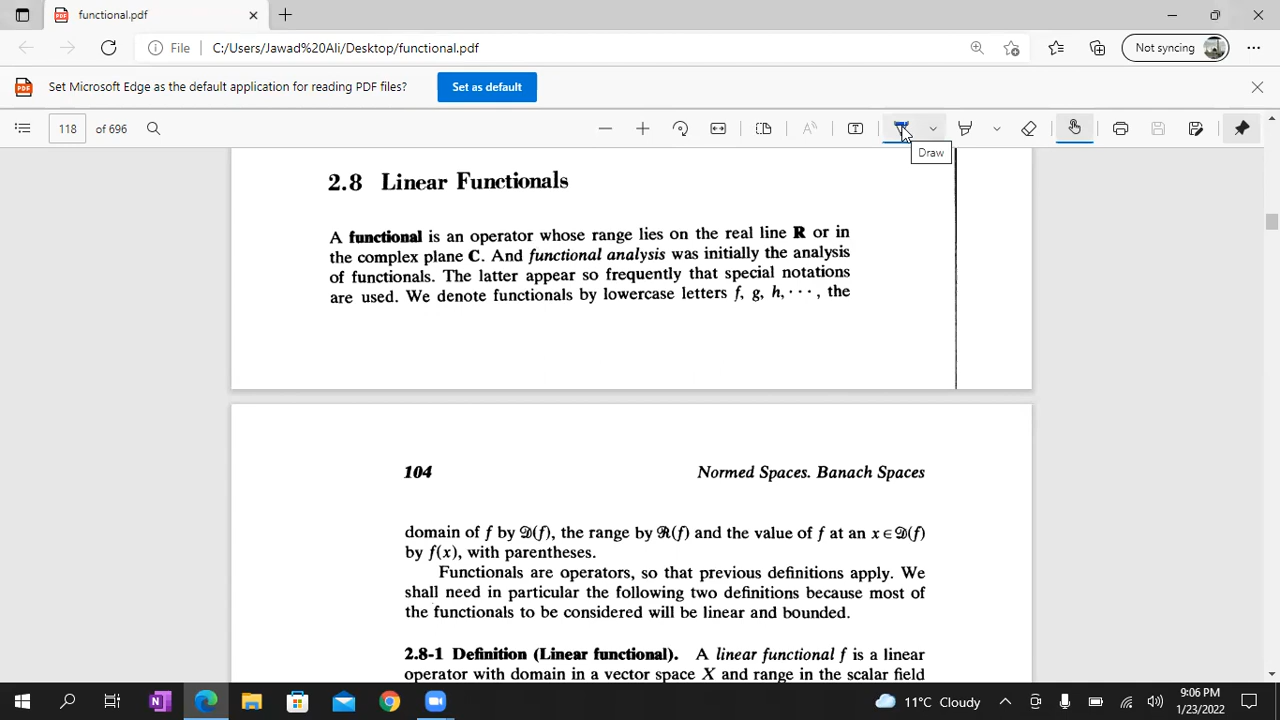 functional.pdf
File C:/Users/Jawad%20Ali/Desktop/functional.pdf
Not syncing
Set Microsoft Edge as the default application for reading PDF files?
Set as default
118 of 696
Draw
2.8 Linear Functionals
A functional is an operator whose range lies on the real line R or in
the complex plane C. And functional analysis was initially the analysis
of functionals. The latter appear so frequently that special notations
are used. We denote functionals by lowercase letters f, g, h, · · · , the
104 Normed Spaces. Banach Spaces
domain of f by 𝒟(f), the range by ℛ(f) and the value of f at an x ∈ 𝒟(f)
by f(x), with parentheses.
Functionals are operators, so that previous definitions apply. We
shall need in particular the following two definitions because most of
the functionals to be considered will be linear and bounded.
2.8-1 Definition (Linear functional). A linear functional f is a linear
operator with domain in a vector space X and range in the scalar field
11°C Cloudy
9:06 PM
1/23/2022